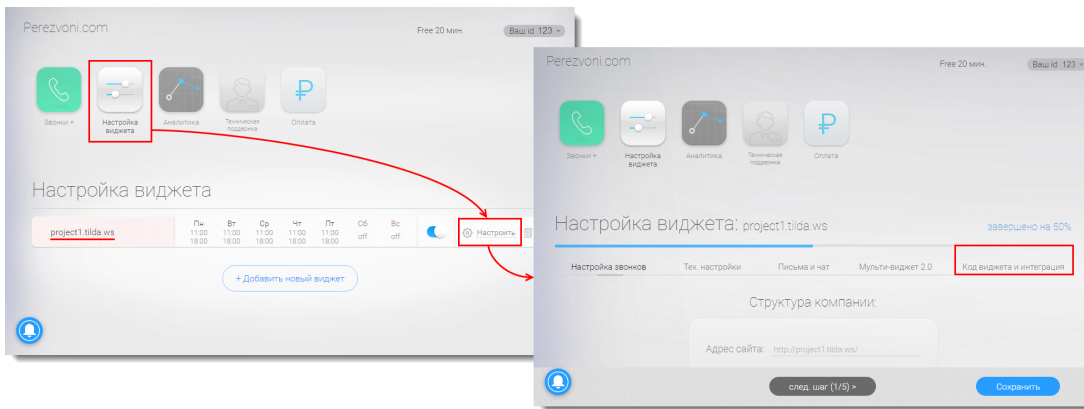 Perezvoni.com
Free 20 мин.
Ваш id 123
Звонки +
Настройка
виджета
Аналитика
Техническая
поддержка
Оплата
Настройка виджета
project1.tilda.ws
Пн Вт Ср Чт Пт Сб Вс
11:00 11:00 11:00 11:00 11:00 off off
18:00 18:00 18:00 18:00 18:00
Настроить
+ Добавить новый виджет
Perezvoni.com
Free 20 мин.
Ваш id 123
Звонки +
Настройка
виджета
Аналитика
Техническая
поддержка
Оплата
Настройка виджета: project1.tilda.ws
завершено на 50%
Настройка звонков
Тех. настройки
Письма и чат
Мульти-виджет 2.0
Код виджета и интеграция
Структура компании:
Адрес сайта: http://project1.tilda.ws/
след. шаг (1/5) >
Сохранить